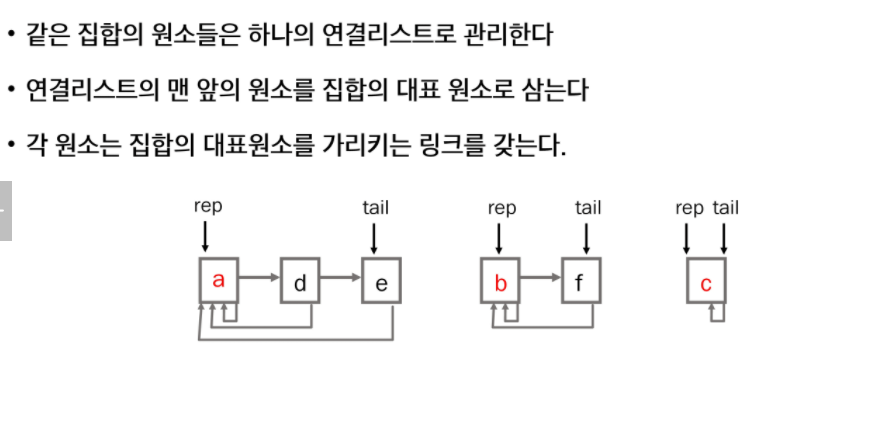 • 같은 집합의 원소들은 하나의 연결리스트로 관리한다
• 연결리스트의 맨 앞의 원소를 집합의 대표 원소로 삼는다
• 각 원소는 집합의 대표원소를 가리키는 링크를 갖는다.
rep tail rep tail rep tail
a d e b f c